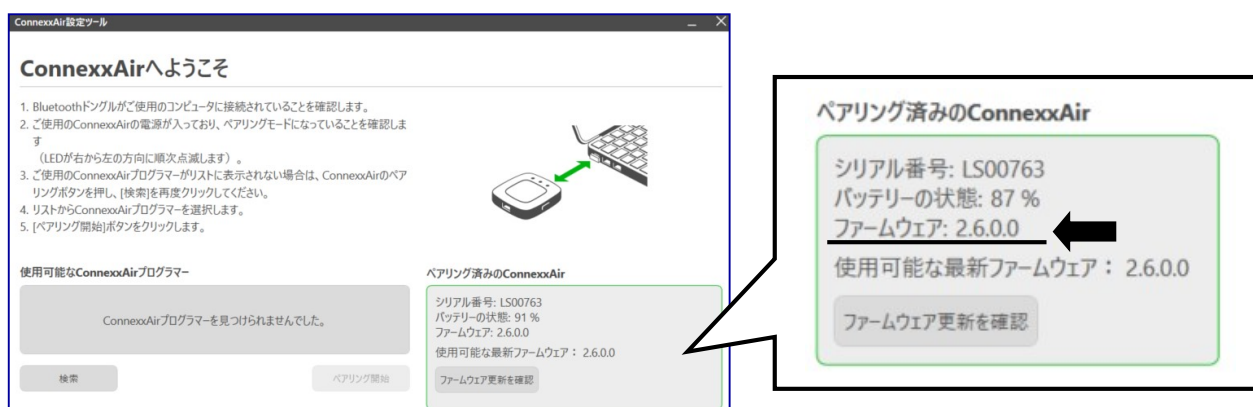 ConnexxAir設定ツール
ConnexxAirへようこそ
1. Bluetoothドングルがご使用のコンピュータに接続されていることを確認します。
2. ご使用のConnexxAirの電源が入っており、ペアリングモードになっていることを確認しま
す
（LEDが右から左の方向に順次点滅します）。
3. ご使用のConnexxAirプログラマーがリストに表示されない場合は、ConnexxAirのペア
リングボタンを押し、[検索]を再度クリックしてください。
4. リストからConnexxAirプログラマーを選択します。
5. [ペアリング開始]ボタンをクリックします。
使用可能なConnexxAirプログラマー
ConnexxAirプログラマーを見つけられませんでした。
検索
ペアリング開始
ペアリング済みのConnexxAir
シリアル番号: LS00763
バッテリーの状態: 91 %
ファームウェア: 2.6.0.0
使用可能な最新ファームウェア： 2.6.0.0
ファームウェア更新を確認
ペアリング済みのConnexxAir
シリアル番号: LS00763
バッテリーの状態: 87 %
ファームウェア: 2.6.0.0
使用可能な最新ファームウェア： 2.6.0.0
ファームウェア更新を確認